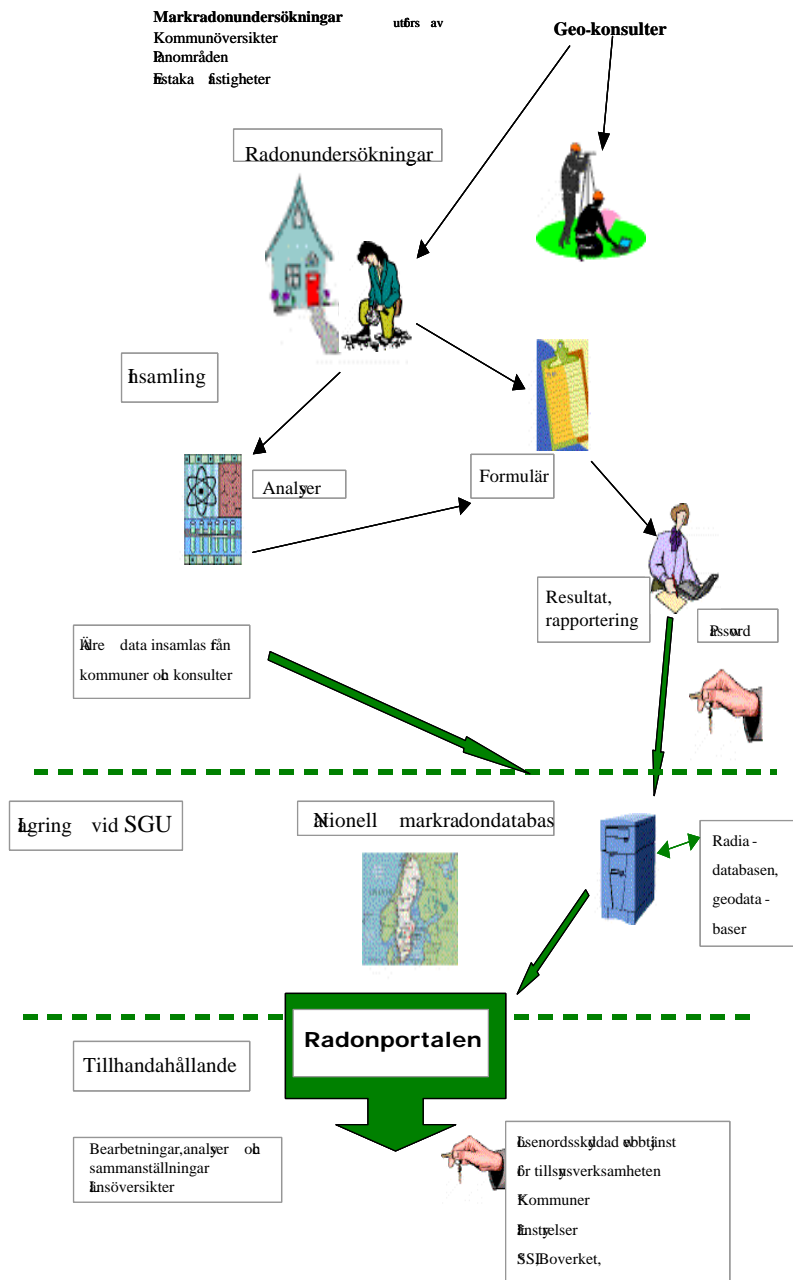 Markradonundersökningar utförs av
Kommunöversikter
Planområden
Enstaka fastigheter
Geo-konsulter
Radonundersökningar
Insamling
Analyser
Formulär
Resultat,
rapportering
Password
Äldre data insamlas från
kommuner och konsulter
Lagring vid SGU
Nationell markradondatabas
Radia-
databasen,
geodata-
baser
Radonportalen
Tillhandahållande
Bearbetningar, analyser och
sammanställningar
Länsöversikter
Lösenordsskyddad webbtjänst
för tillsynsverksamheten
Kommuner
Länstyrelser
SSI, Boverket,